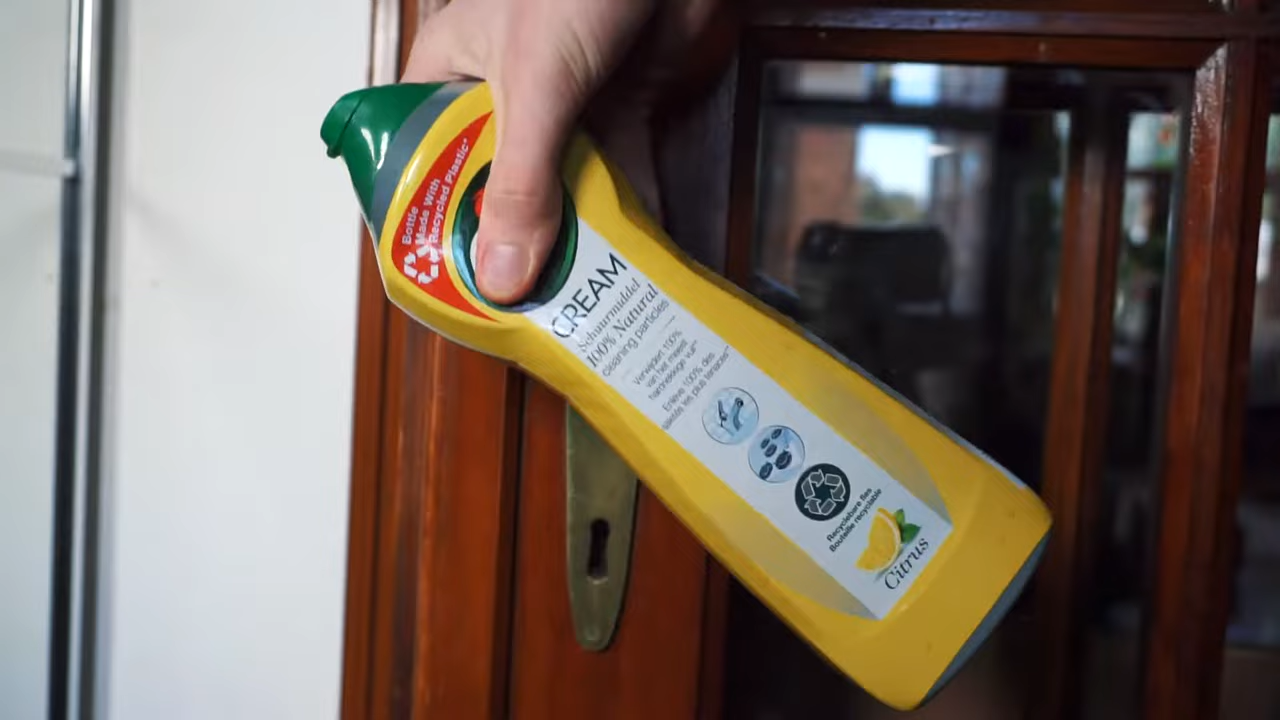 Bottle
Made With
Recycled Plastic*
CREAM
Schuurmiddel
100% Natural
cleaning particles
Verwijdert 100%
van het meest
hardnekkige vuil**
Enlève 100% des
saletés les plus tenaces**
Recycleerbare fles
Bouteille recyclable
Citrus